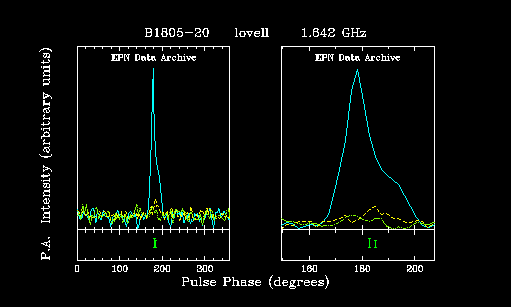 B1805-20 lovell 1.642 GHz
EPN Data Archive EPN Data Archive
P.A. Intensity (arbitrary units)
0 100 200 300 160 180 200
Pulse Phase (degrees)